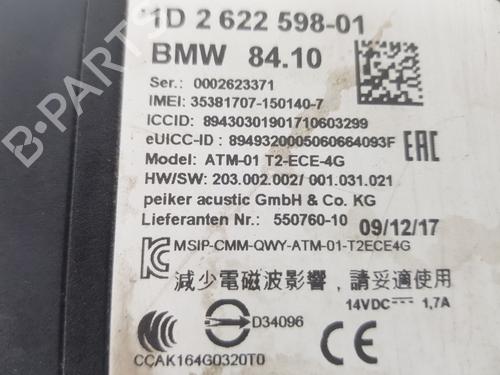 1D 2 622 598-01
BMW 84.10
Ser.: 0002623371
IMEI: 35381707-150140-7
ICCID: 89430301901710603299
eUICC-ID : 8949320005060664093F
EAC
Model: ATM-01 T2-ECE-4G
HW/SW: 203.002.002/ 001.031.021
peiker acustic GmbH & Co. KG
Lieferanten Nr.: 550760-10
09/12/17
MSIP-CMM-QWY-ATM-01-T2ECE4G
減少電磁波影響，請妥適使用
14VDC 1,7A
D34096
CCAK164G0320T0